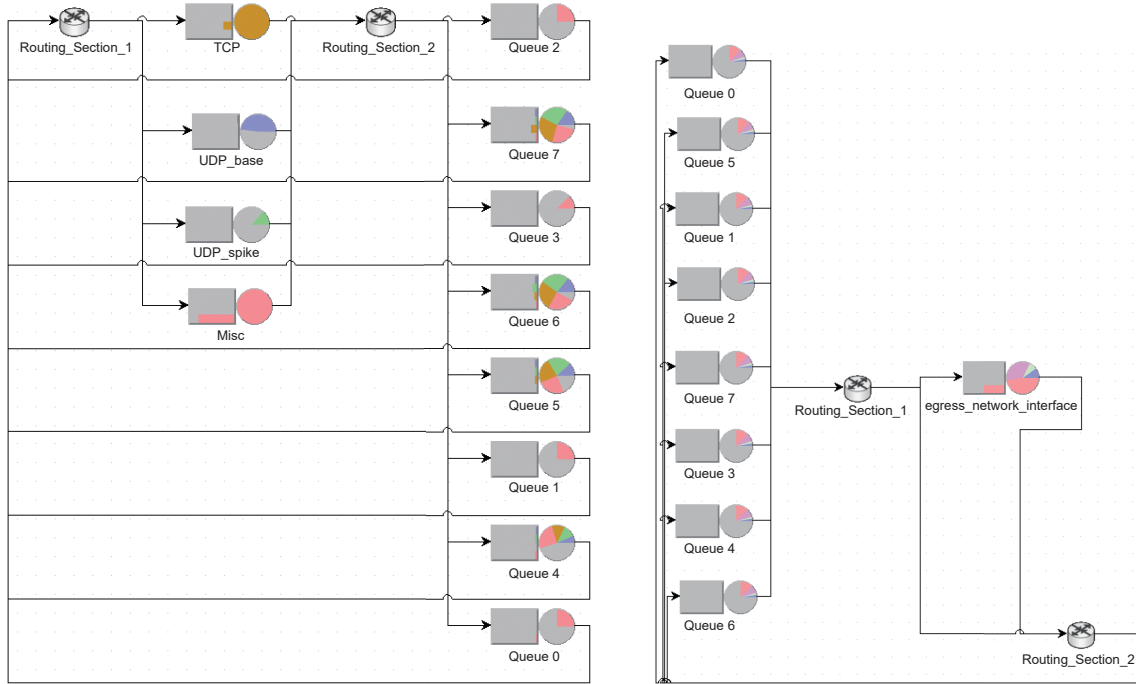 Routing_Section_1
TCP
Routing_Section_2
Queue 2
UDP_base
Queue 7
UDP_spike
Queue 3
Misc
Queue 6
Queue 5
Queue 1
Queue 4
Queue 0
Queue 0
Queue 5
Queue 1
Queue 2
Queue 7
Queue 3
Queue 4
Queue 6
Routing_Section_1
egress_network_interface
Routing_Section_2